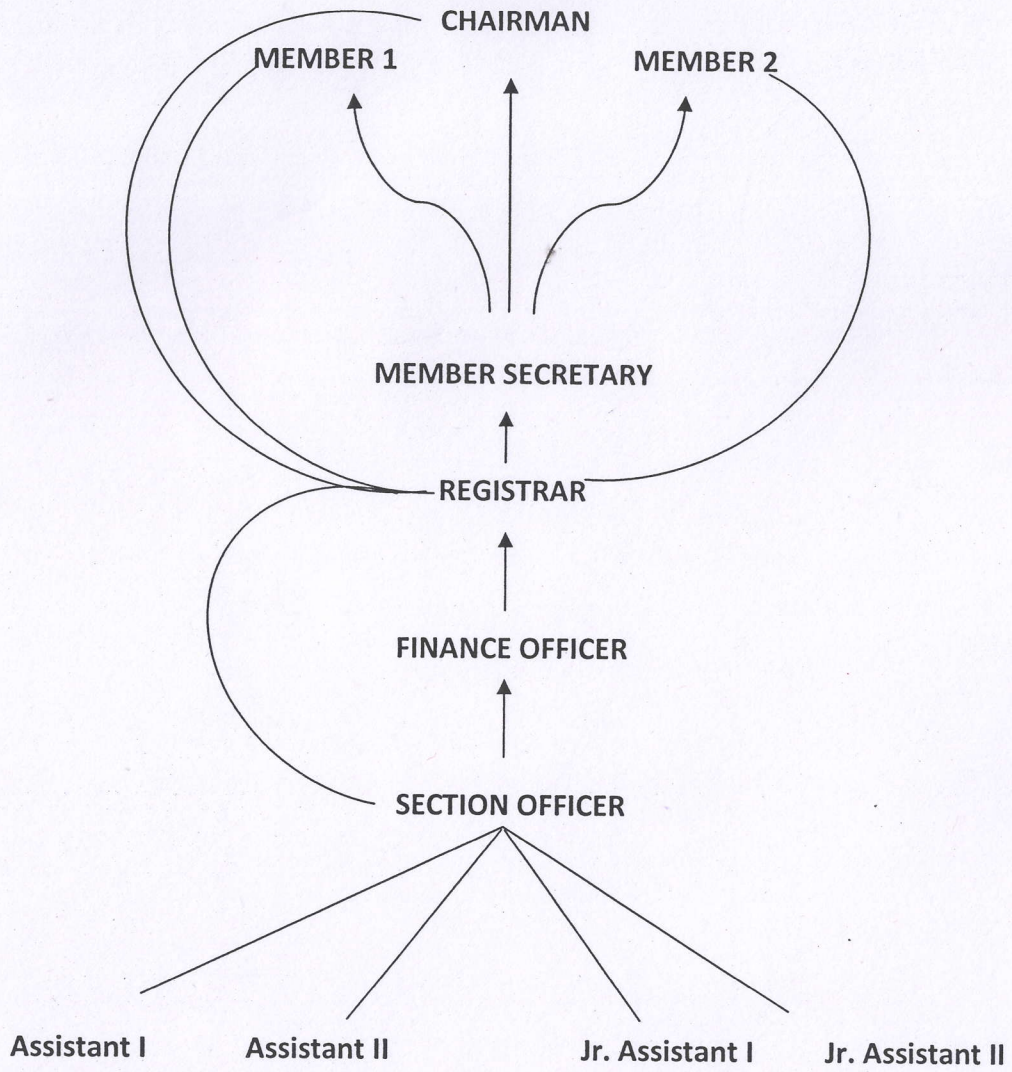 CHAIRMAN
MEMBER 1
MEMBER 2
MEMBER SECRETARY
REGISTRAR
FINANCE OFFICER
SECTION OFFICER
Assistant I
Assistant II
Jr. Assistant I
Jr. Assistant II